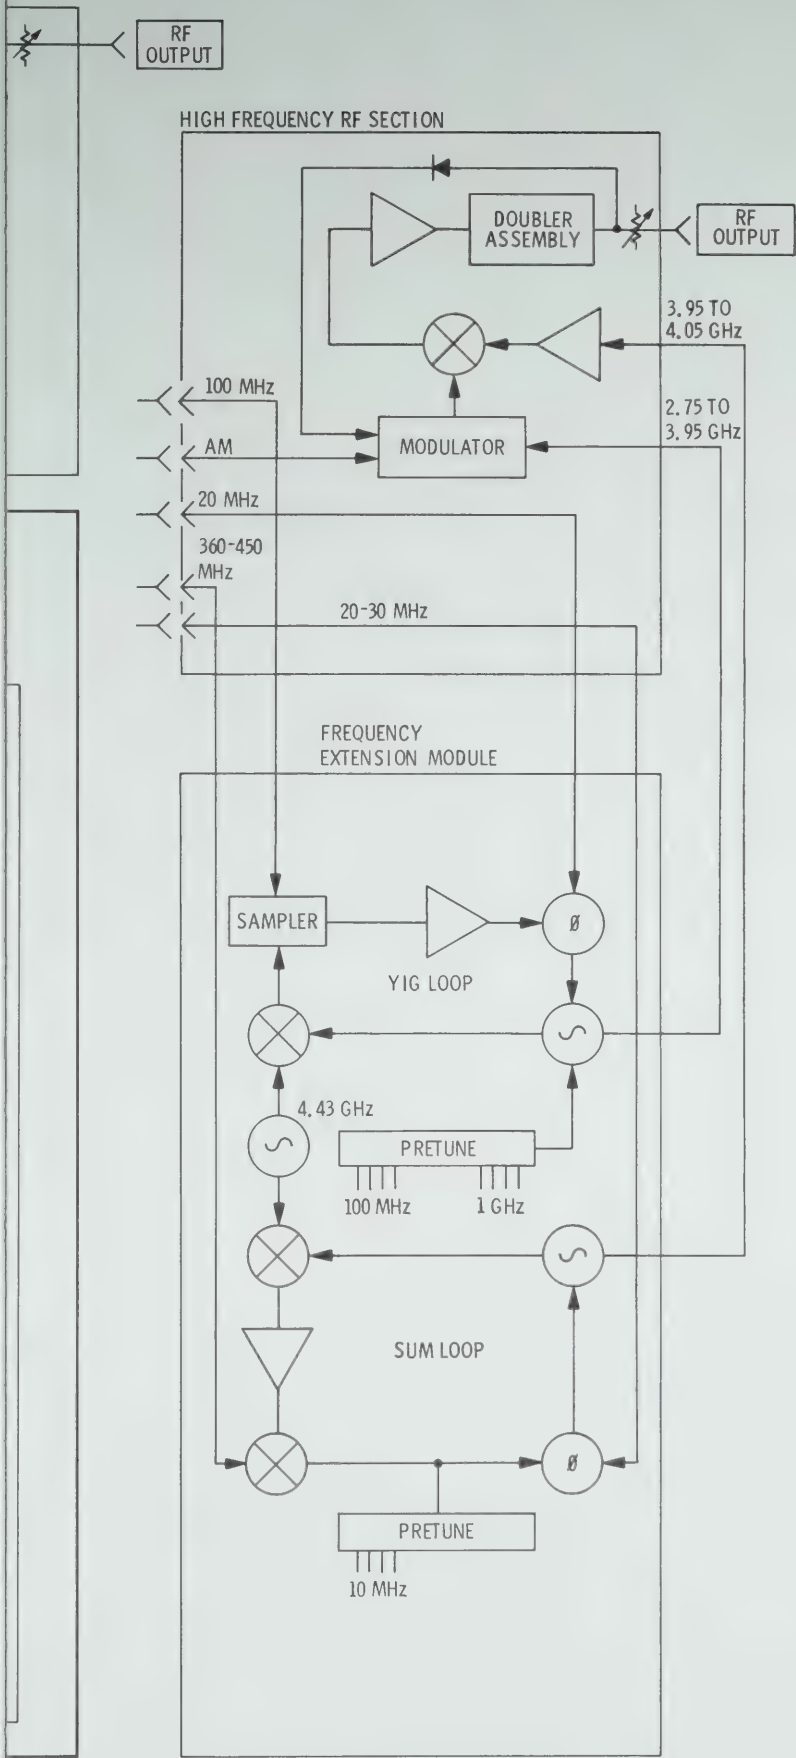 RF
OUTPUT
HIGH FREQUENCY RF SECTION
DOUBLER
ASSEMBLY
RF
OUTPUT
3.95 TO
4.05 GHz
100 MHz
2.75 TO
3.95 GHz
AM
MODULATOR
20 MHz
360-450
MHz
20-30 MHz
FREQUENCY
EXTENSION MODULE
SAMPLER
Ø
YIG LOOP
4.43 GHz
PRETUNE
100 MHz
1 GHz
SUM LOOP
Ø
PRETUNE
10 MHz